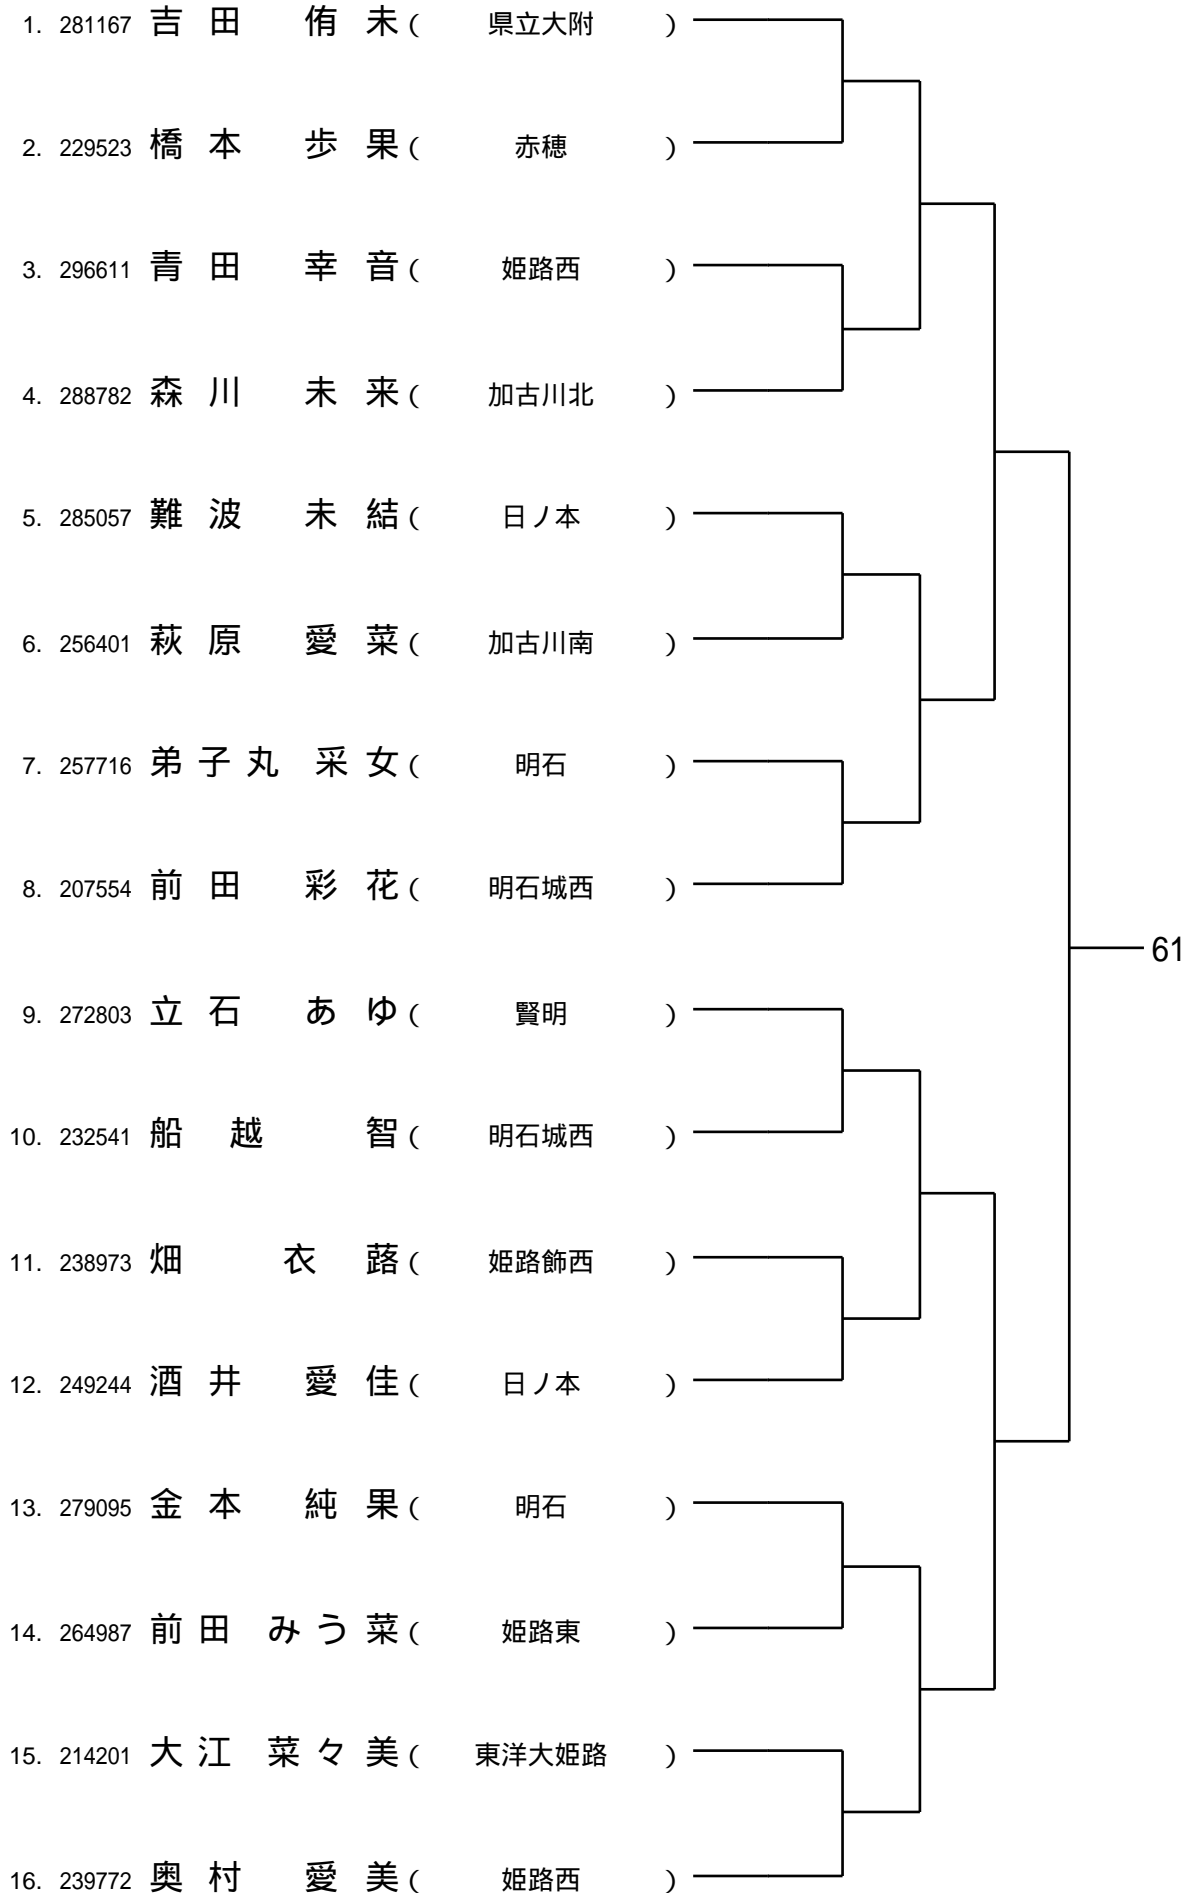 1. 281167 吉田 侑未( 県立大附 )
2. 229523 橋本 歩果( 赤穂 )
3. 296611 青田 幸音( 姫路西 )
4. 288782 森川 未来( 加古川北 )
5. 285057 難波 未結( 日ノ本 )
6. 256401 萩原 愛菜( 加古川南 )
7. 257716 弟子丸 采女( 明石 )
8. 207554 前田 彩花( 明石城西 )
61
9. 272803 立石 あゆ( 賢明 )
10. 232541 船越 智( 明石城西 )
11. 238973 畑 衣蕗( 姫路飾西 )
12. 249244 酒井 愛佳( 日ノ本 )
13. 279095 金本 純果( 明石 )
14. 264987 前田 みう菜( 姫路東 )
15. 214201 大江 菜々美( 東洋大姫路 )
16. 239772 奥村 愛美( 姫路西 )